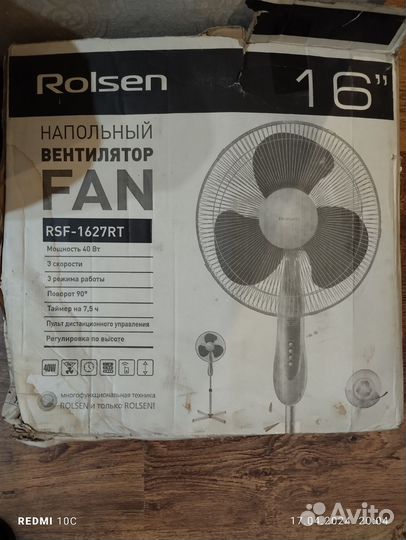 Rolsen
16"
НАПОЛЬНЫЙ
ВЕНТИЛЯТОР
FAN
RSF-1627RT
Мощность 40 Вт
3 скорости
3 режима работы
Поворот 90°
Таймер на 7,5 ч
Пульт дистанционного управления
Регулировка по высоте
Rolsen
40W
многофункциональная техника
ROLSEN и только ROLSEN!
REDMI 10C
17.04.2024 20:04
Avito